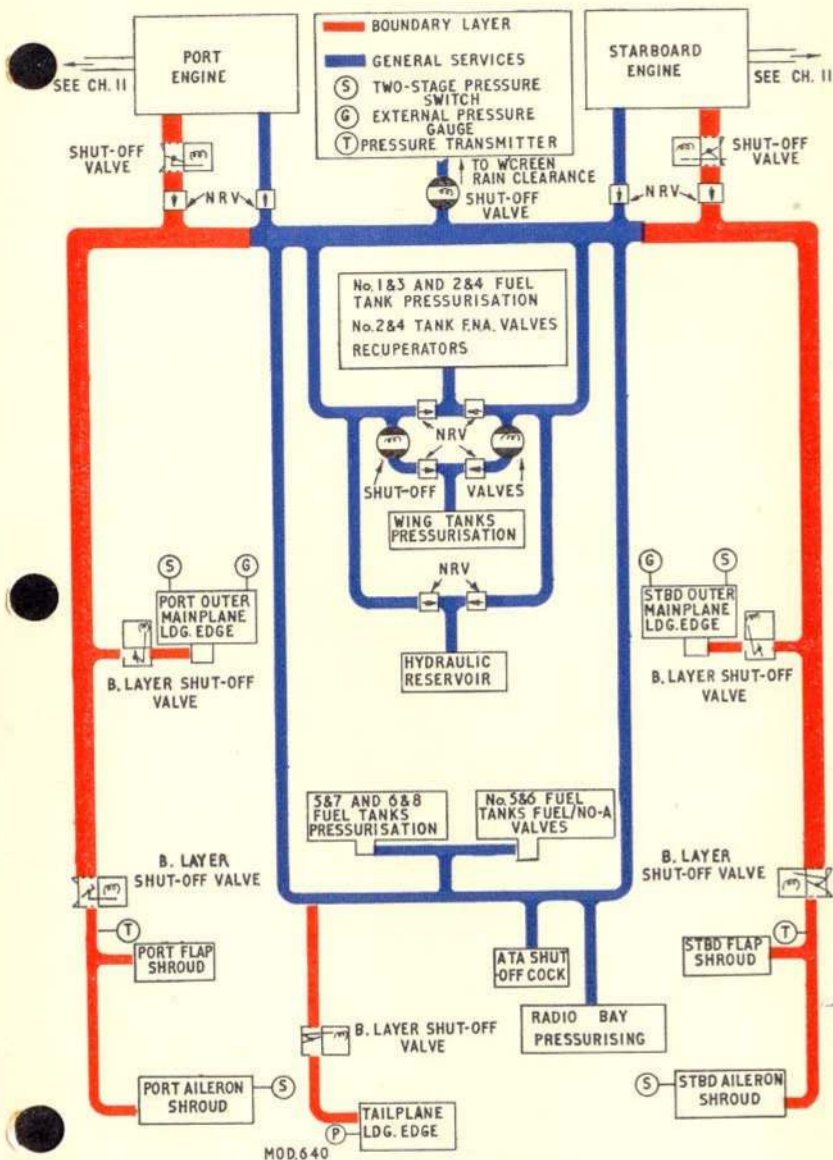 PORT
ENGINE
SEE CH. 11
BOUNDARY LAYER
GENERAL SERVICES
S TWO-STAGE PRESSURE
SWITCH
G EXTERNAL PRESSURE
GAUGE
T PRESSURE TRANSMITTER
STARBOARD
ENGINE
SEE CH. 11
SHUT-OFF
VALVE
NRV
TO W'CREEN
RAIN CLEARANCE
SHUT-OFF
VALVE
SHUT-OFF
VALVE
NRV
No. 1&3 AND 2&4 FUEL
TANK PRESSURISATION
No. 2&4 TANK F.N.A. VALVES
RECUPERATORS
NRV
SHUT-OFF
VALVES
WING TANKS
PRESSURISATION
NRV
HYDRAULIC
RESERVOIR
S
G
PORT OUTER
MAINPLANE
LDG. EDGE
B. LAYER SHUT-OFF
VALVE
G
S
STBD OUTER
MAINPLANE
LDG. EDGE
B. LAYER SHUT-OFF
VALVE
5&7 AND 6&8
FUEL TANKS
PRESSURISATION
No. 5&6 FUEL
TANKS FUEL/NO-A
VALVES
B. LAYER
SHUT-OFF VALVE
B. LAYER
SHUT-OFF VALVE
T
PORT FLAP
SHROUD
T
STBD FLAP
SHROUD
ATA SHUT
-OFF COCK
RADIO BAY
PRESSURISING
B. LAYER SHUT-OFF
VALVE
PORT AILERON
SHROUD
S
S
STBD AILERON
SHROUD
TAILPLANE
LDG. EDGE
P
MOD.640